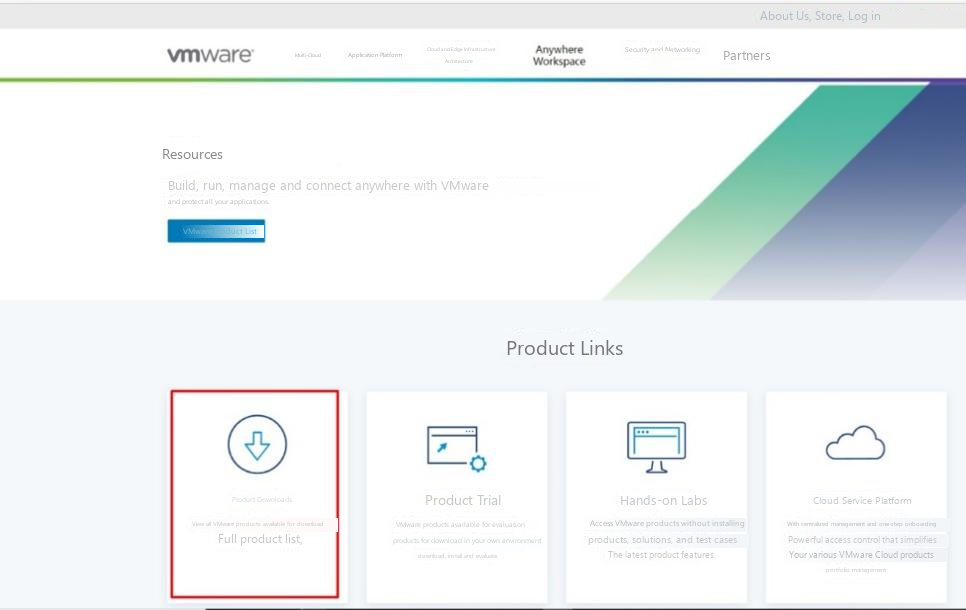 About Us, Store, Log in
vmware
Multi-Cloud
Application Platform
Cloud and Edge Infrastructure
Architecture
Anywhere
Workspace
Security and Networking
Partners
Resources
Build, run, manage and connect anywhere with VMware
and protect all your applications.
VMware List
Product Links
Product Downloads
View all VMware products available for download
Full product list,
Product Trial
VMware products available for evaluation
products for download in your own environment
download, install and evaluate.
Hands-on Labs
Access VMware products without installing
products, solutions, and test cases
The latest product features.
Cloud Service Platform
With centralized management and one-step onboarding
Powerful access control that simplifies
Your various VMware Cloud products
portfolio management